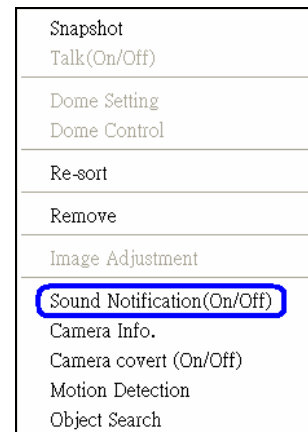 Snapshot
Talk(On/Off)
Dome Setting
Dome Control
Re-sort
Remove
Image Adjustment
Sound Notification(On/Off)
Camera Info.
Camera covert (On/Off)
Motion Detection
Object Search